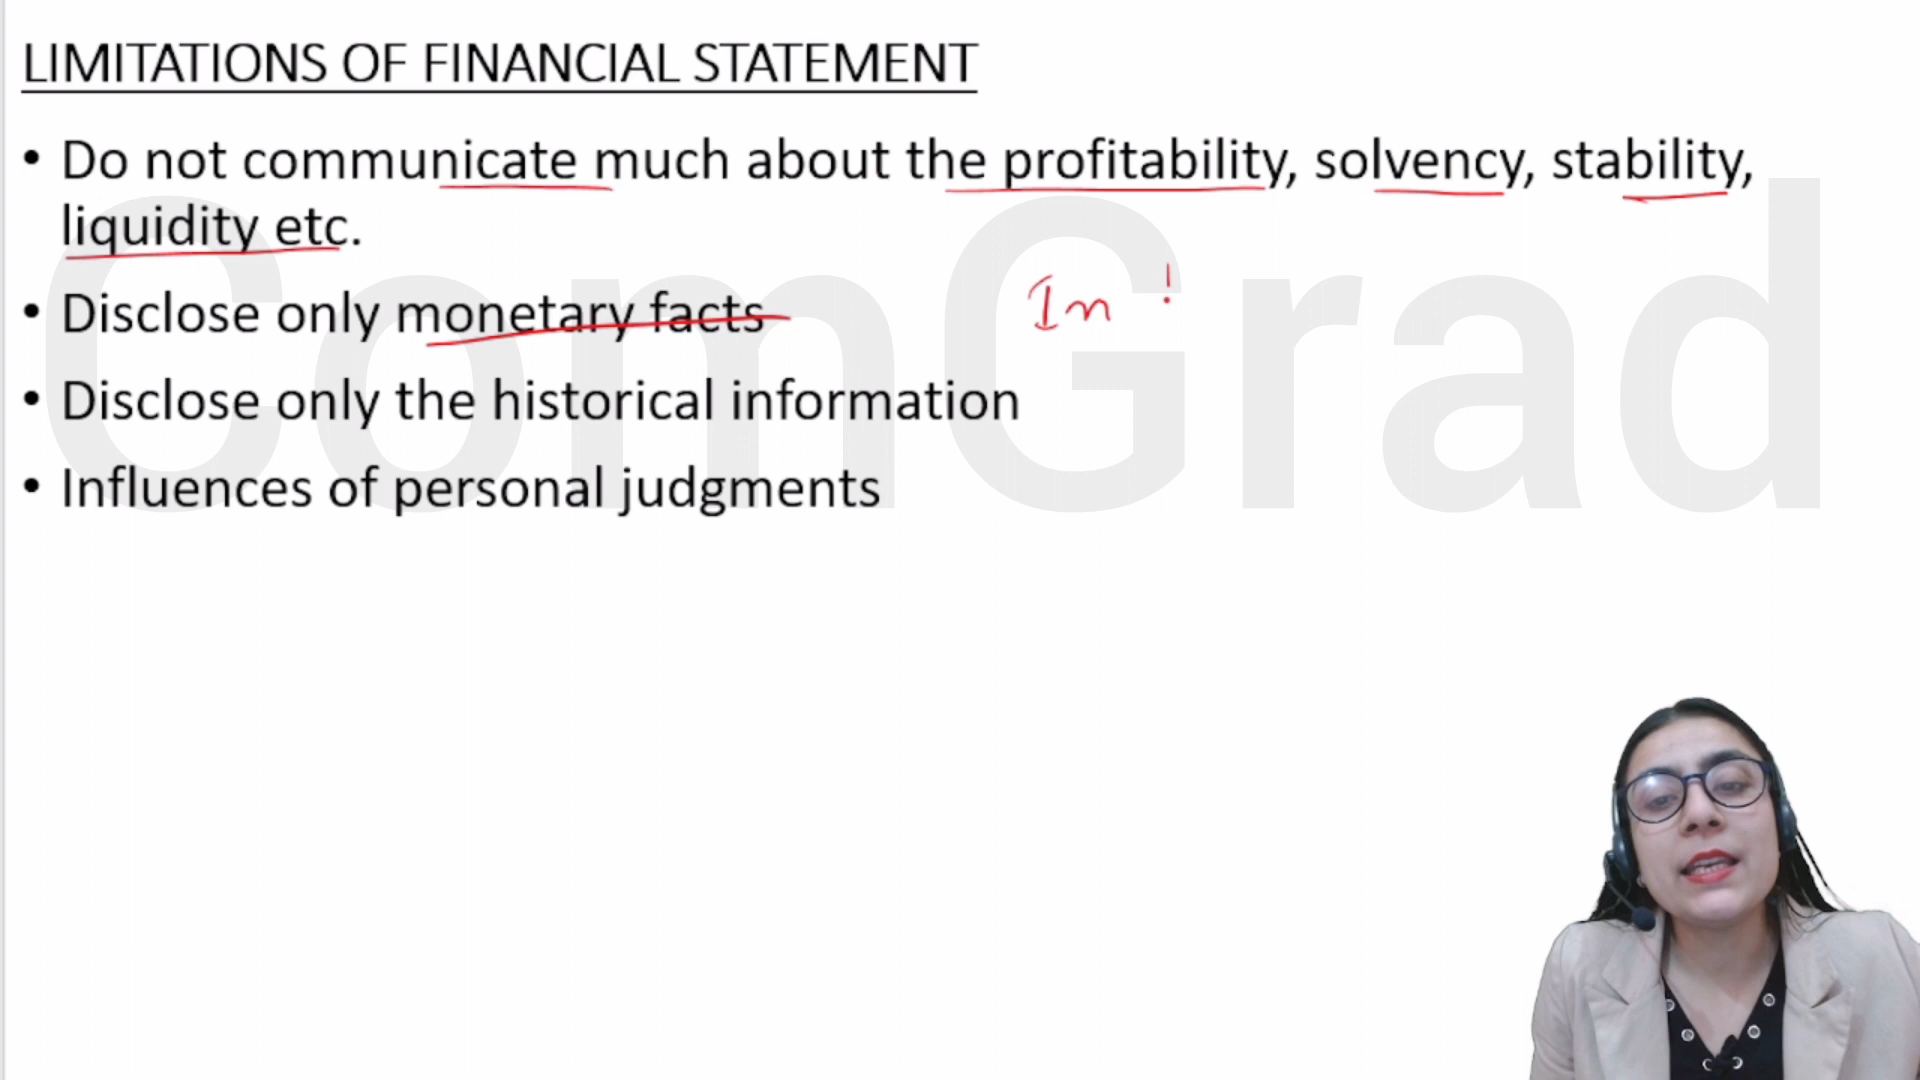 LIMITATIONS OF FINANCIAL STATEMENT
• Do not communicate much about the profitability, solvency, stability,
liquidity etc.
• Disclose only monetary facts
In !
• Disclose only the historical information
• Influences of personal judgments
ComGrad